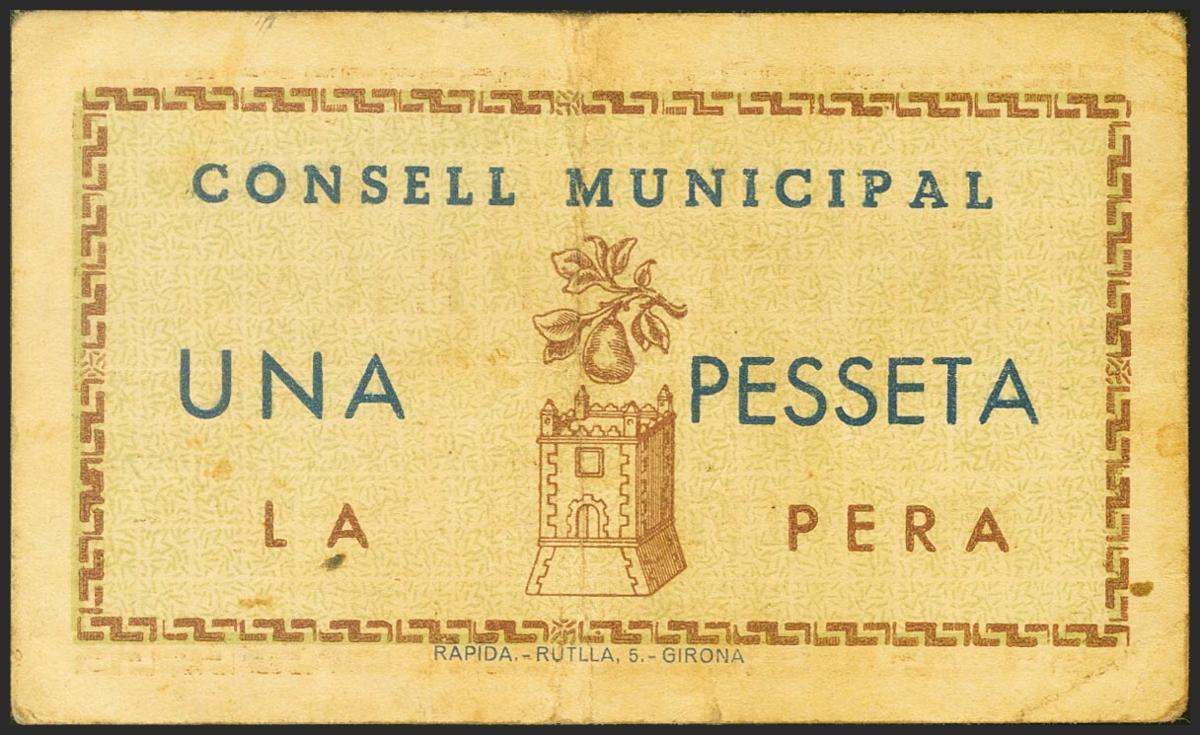 CONSELL MUNICIPAL
UNA PESSETA
LA PERA
RAPIDA.-RUTLLA, 5.-GIRONA